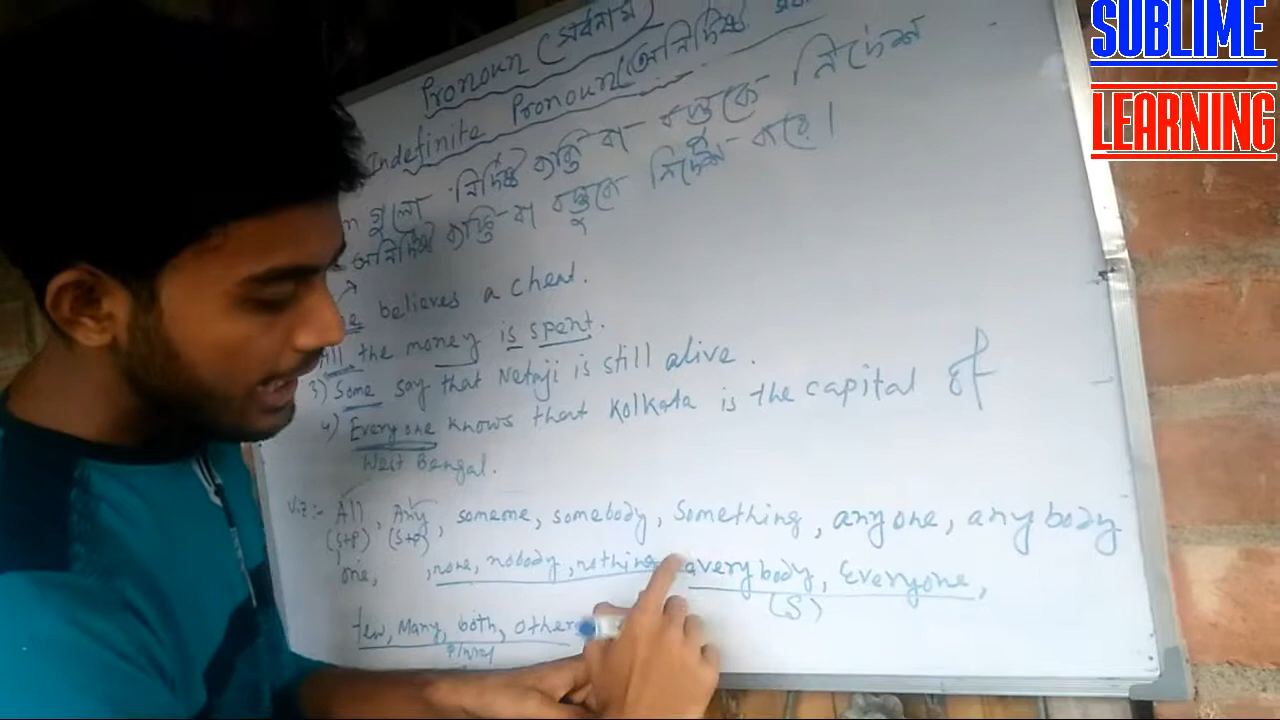 SUBLIME
LEARNING
Pronoun (সর্বনাম)
Indefinite Pronoun (অনির্দিষ্ট
গুলো নির্দিষ্ট ব্যক্তি বা বস্তুকে নির্দেশ
অনির্দিষ্ট ব্যক্তি বা বস্তুকে নির্দেশ করে।
believes a cheat.
All the money is spent.
3) Some say that Netaji is still alive.
4) Everyone knows that Kolkata is the capital of
West Bengal.
Viz:- All, Any, someone, somebody, Something, anyone, anybody
(S+P) (S+P)
one, none, nobody, nothing, everybody, Everyone,
(S)
few, Many, both, other
Plural